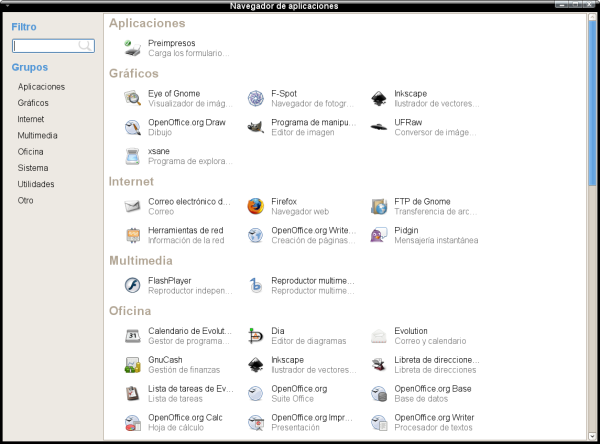 Navegador de aplicaciones
Filtro
Grupos
Aplicaciones
Gráficos
Internet
Multimedia
Oficina
Sistema
Utilidades
Otro
Aplicaciones
Preimpresos
Carga los formulario...
Gráficos
Eye of Gnome
Visualizador de imág...
F-Spot
Navegador de fotogr...
Inkscape
Ilustrador de vectores...
OpenOffice.org Draw
Dibujo
Programa de manipu...
Editor de imagen
UFRaw
Conversor de imáge...
xsane
Programa de explora...
Internet
Correo electrónico d...
Correo
Firefox
Navegador web
FTP de Gnome
Transferencia de arc...
Herramientas de red
Información de la red
OpenOffice.org Write...
Creación de páginas...
Pidgin
Mensajería instantánea
Multimedia
FlashPlayer
Reproductor indepen...
Reproductor multime...
Reproductor multime...
Oficina
Calendario de Evolut...
Gestor de programa...
Dia
Editor de diagramas
Evolution
Correo y calendario
GnuCash
Gestión de finanzas
Inkscape
Ilustrador de vectores...
Libreta de direccione...
Libreta de direccione...
Lista de tareas de Ev...
Lista de tareas
OpenOffice.org
Suite Office
OpenOffice.org Base
Base de datos
OpenOffice.org Calc
Hoja de cálculo
OpenOffice.org Impr...
Presentación
OpenOffice.org Writer
Procesador de textos